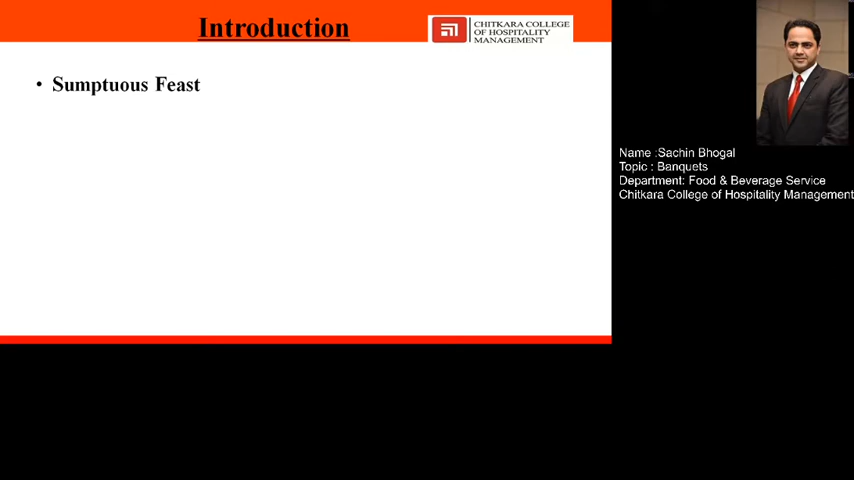 Introduction
CHITKARA COLLEGE
OF HOSPITALITY
MANAGEMENT
• Sumptuous Feast
Name :Sachin Bhogal
Topic : Banquets
Department: Food & Beverage Service
Chitkara College of Hospitality Management